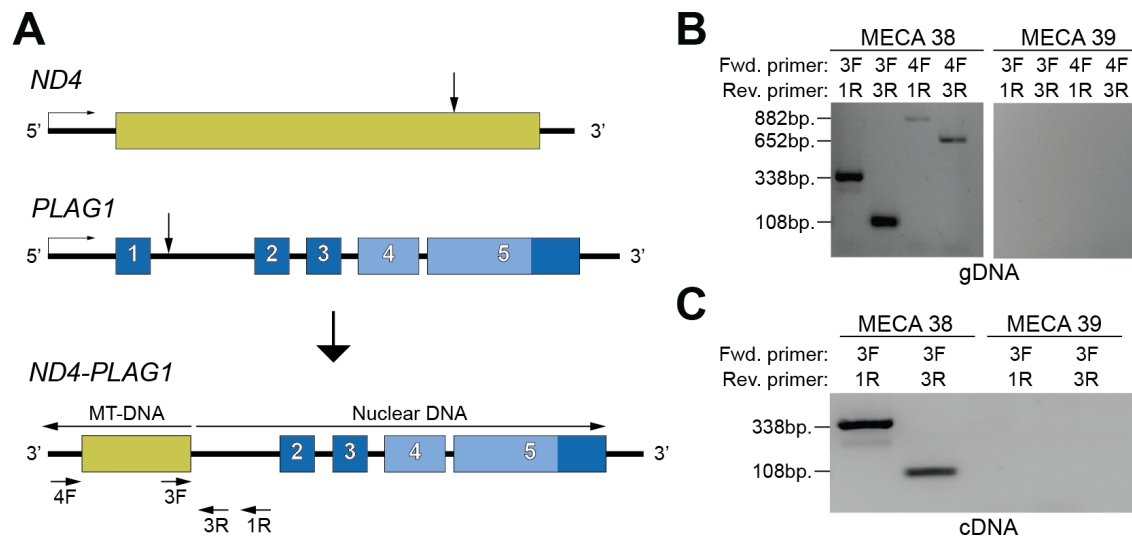 A
ND4
5’
3’
PLAG1
5’
1
2
3
4
5
3’
ND4-PLAG1
MT-DNA
Nuclear DNA
3’
2
3
4
5
3’
4F
3F
3R
1R
B
MECA 38
MECA 39
Fwd. primer: 3F 3F 4F 4F 3F 3F 4F 4F
Rev. primer: 1R 3R 1R 3R 1R 3R 1R 3R
882bp.
652bp.
338bp.
108bp.
gDNA
C
MECA 38
MECA 39
Fwd. primer: 3F 3F 3F 3F
Rev. primer: 1R 3R 1R 3R
338bp.
108bp.
cDNA